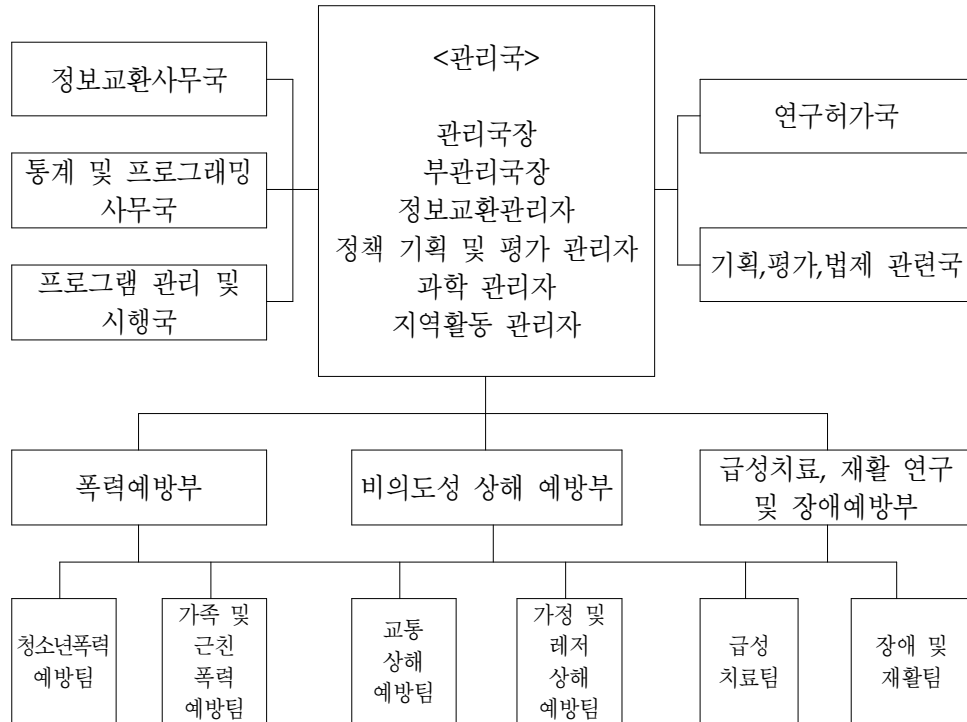 정보교환사무국
통계 및 프로그래밍
사무국
프로그램 관리 및
시행국
<관리국>
관리국장
부관리국장
정보교환관리자
정책 기획 및 평가 관리자
과학 관리자
지역활동 관리자
연구허가국
기획,평가,법제 관련국
폭력예방부
비의도성 상해 예방부
급성치료, 재활 연구
및 장애예방부
청소년폭력
예방팀
가족 및
근친
폭력
예방팀
교통
상해
예방팀
가정 및
레저
상해
예방팀
급성
치료팀
장애 및
재활팀